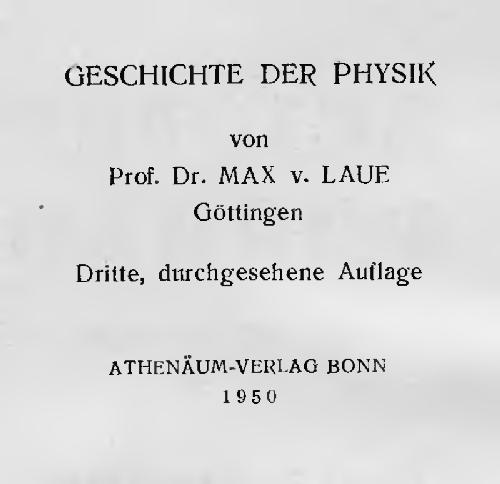 GESCHICHTE DER PHYSIK
von
Prof. Dr. MAX v. LAUE
Göttingen
Dritte, durchgesehene Auflage
ATHENÄUM-VERLAG BONN
1950